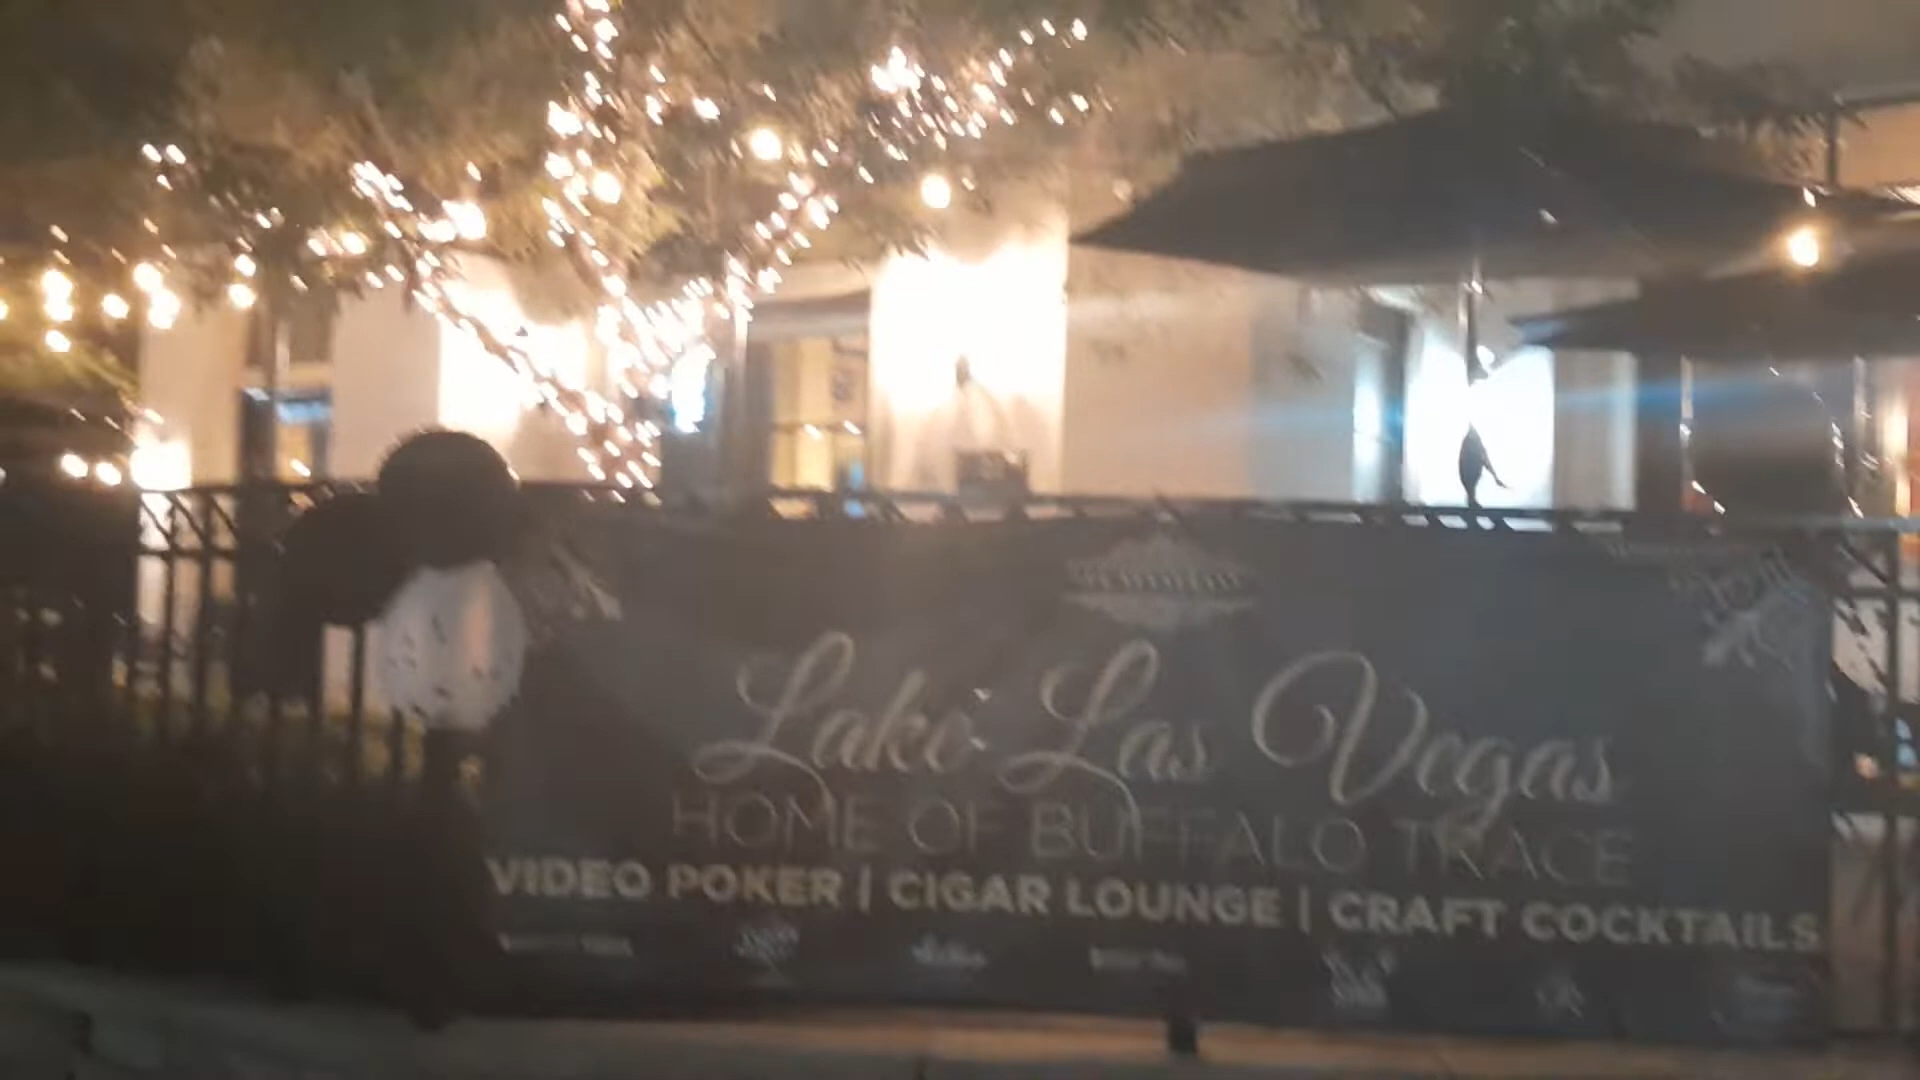 Lake Las Vegas
HOME OF BUFFALO TRACE
VIDEO POKER | CIGAR LOUNGE | CRAFT COCKTAILS